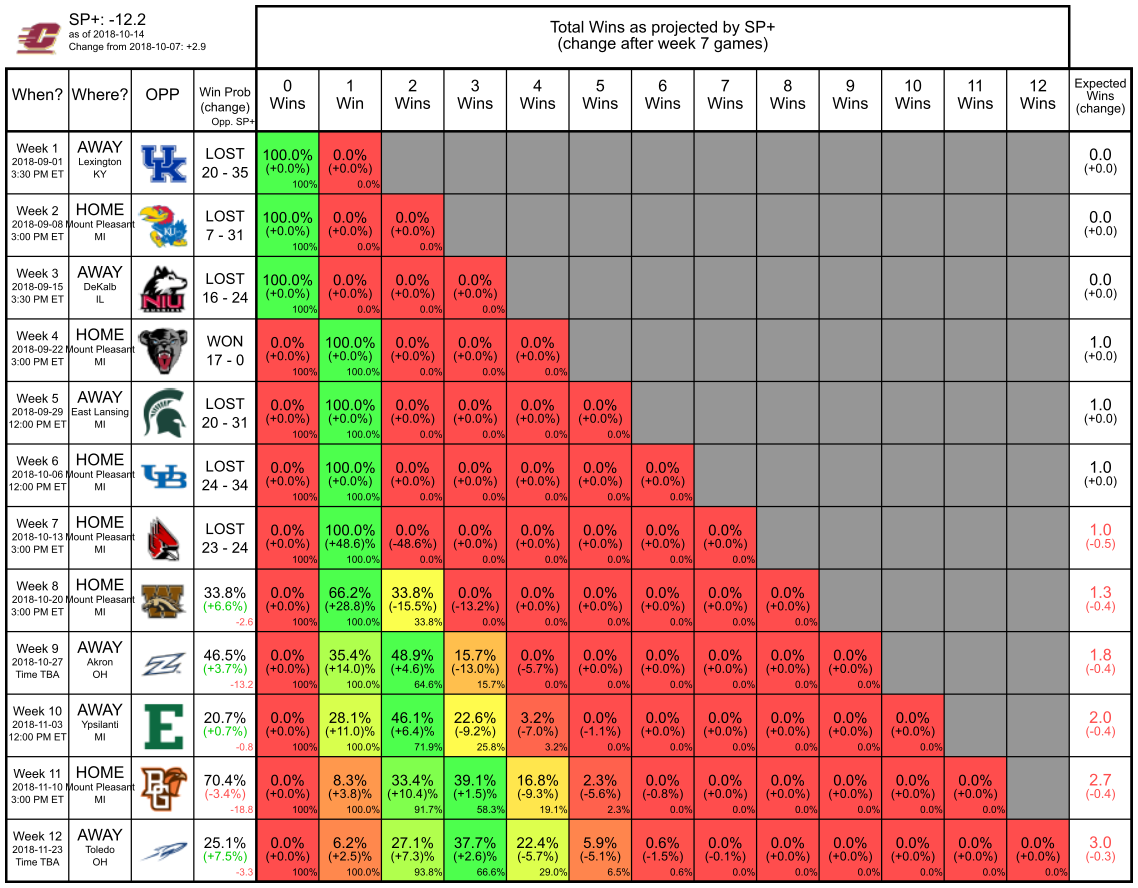 C
SP+: -12.2
as of 2018-10-14
Change from 2018-10-07: +2.9
Total Wins as projected by SP+
(change after week 7 games)
When? Where? OPP Win Prob (change) Opp. SP+ 0 Wins 1 Win 2 Wins 3 Wins 4 Wins 5 Wins 6 Wins 7 Wins 8 Wins 9 Wins 10 Wins 11 Wins 12 Wins Expected Wins (change)
Week 1 AWAY LOST 100.0% 0.0% 0.0
2018-09-01 Lexington UK (+0.0%) (+0.0%) (+0.0)
3:30 PM ET KY 20 - 35 100% 0.0%
Week 2 HOME LOST 100.0% 0.0% 0.0% 0.0
2018-09-08 Mount Pleasant KU (+0.0%) (+0.0%) (+0.0%) (+0.0)
3:00 PM ET MI 7 - 31 100% 0.0% 0.0%
Week 3 AWAY LOST 100.0% 0.0% 0.0% 0.0% 0.0
2018-09-15 DeKalb NIU (+0.0%) (+0.0%) (+0.0%) (+0.0%) (+0.0)
3:30 PM ET IL 16 - 24 100% 0.0% 0.0% 0.0%
Week 4 HOME WON 0.0% 100.0% 0.0% 0.0% 0.0% 1.0
2018-09-22 Mount Pleasant (+0.0%) (+0.0%) (+0.0%) (+0.0%) (+0.0%) (+0.0)
3:00 PM ET MI 17 - 0 100% 100.0% 0.0% 0.0% 0.0%
Week 5 AWAY LOST 0.0% 100.0% 0.0% 0.0% 0.0% 0.0% 1.0
2018-09-29 East Lansing (+0.0%) (+0.0%) (+0.0%) (+0.0%) (+0.0%) (+0.0%) (+0.0)
12:00 PM ET MI 20 - 31 100% 100.0% 0.0% 0.0% 0.0% 0.0%
Week 6 HOME LOST 0.0% 100.0% 0.0% 0.0% 0.0% 0.0% 0.0% 1.0
2018-10-06 Mount Pleasant UB (+0.0%) (+0.0%) (+0.0%) (+0.0%) (+0.0%) (+0.0%) (+0.0%) (+0.0)
12:00 PM ET MI 24 - 34 100% 100.0% 0.0% 0.0% 0.0% 0.0% 0.0%
Week 7 HOME LOST 0.0% 100.0% 0.0% 0.0% 0.0% 0.0% 0.0% 0.0% 1.0
2018-10-13 Mount Pleasant (+0.0%) (+48.6)% (-48.6%) (+0.0%) (+0.0%) (+0.0%) (+0.0%) (+0.0%) (-0.5)
3:00 PM ET MI 23 - 24 100% 100.0% 0.0% 0.0% 0.0% 0.0% 0.0% 0.0%
Week 8 HOME 33.8% 0.0% 66.2% 33.8% 0.0% 0.0% 0.0% 0.0% 0.0% 0.0% 1.3
2018-10-20 Mount Pleasant W (+6.6%) (+0.0%) (+28.8)% (-15.5%) (-13.2%) (+0.0%) (+0.0%) (+0.0%) (+0.0%) (+0.0%) (-0.4)
3:00 PM ET MI -2.6 100% 100.0% 33.8% 0.0% 0.0% 0.0% 0.0% 0.0% 0.0%
Week 9 AWAY 46.5% 0.0% 35.4% 48.9% 15.7% 0.0% 0.0% 0.0% 0.0% 0.0% 0.0% 1.8
2018-10-27 Akron (+3.7%) (+0.0%) (+14.0)% (+4.6)% (-13.0%) (-5.7%) (+0.0%) (+0.0%) (+0.0%) (+0.0%) (+0.0%) (-0.4)
Time TBA OH -13.2 100% 100.0% 64.6% 15.7% 0.0% 0.0% 0.0% 0.0% 0.0% 0.0%
Week 10 AWAY 20.7% 0.0% 28.1% 46.1% 22.6% 3.2% 0.0% 0.0% 0.0% 0.0% 0.0% 0.0% 2.0
2018-11-03 Ypsilanti E (+0.7%) (+0.0%) (+11.0)% (+6.4)% (-9.2%) (-7.0%) (-1.1%) (+0.0%) (+0.0%) (+0.0%) (+0.0%) (+0.0%) (-0.4)
12:00 PM ET MI -0.8 100% 100.0% 71.9% 25.8% 3.2% 0.0% 0.0% 0.0% 0.0% 0.0% 0.0%
Week 11 HOME 70.4% 0.0% 8.3% 33.4% 39.1% 16.8% 2.3% 0.0% 0.0% 0.0% 0.0% 0.0% 0.0% 2.7
2018-11-10 Mount Pleasant BG (-3.4%) (+0.0%) (+3.8)% (+10.4)% (+1.5)% (-9.3%) (-5.6%) (-0.8%) (+0.0%) (+0.0%) (+0.0%) (+0.0%) (+0.0%) (-0.4)
3:00 PM ET MI -18.8 100% 100.0% 91.7% 58.3% 19.1% 2.3% 0.0% 0.0% 0.0% 0.0% 0.0% 0.0%
Week 12 AWAY 25.1% 0.0% 6.2% 27.1% 37.7% 22.4% 5.9% 0.6% 0.0% 0.0% 0.0% 0.0% 0.0% 0.0% 3.0
2018-11-23 Toledo (+7.5%) (+0.0%) (+2.5)% (+7.3)% (+2.6)% (-5.7%) (-5.1%) (-1.5%) (-0.1%) (+0.0%) (+0.0%) (+0.0%) (+0.0%) (+0.0%) (-0.3)
Time TBA OH -3.3 100% 100.0% 93.8% 66.6% 29.0% 6.5% 0.6% 0.0% 0.0% 0.0% 0.0% 0.0% 0.0%